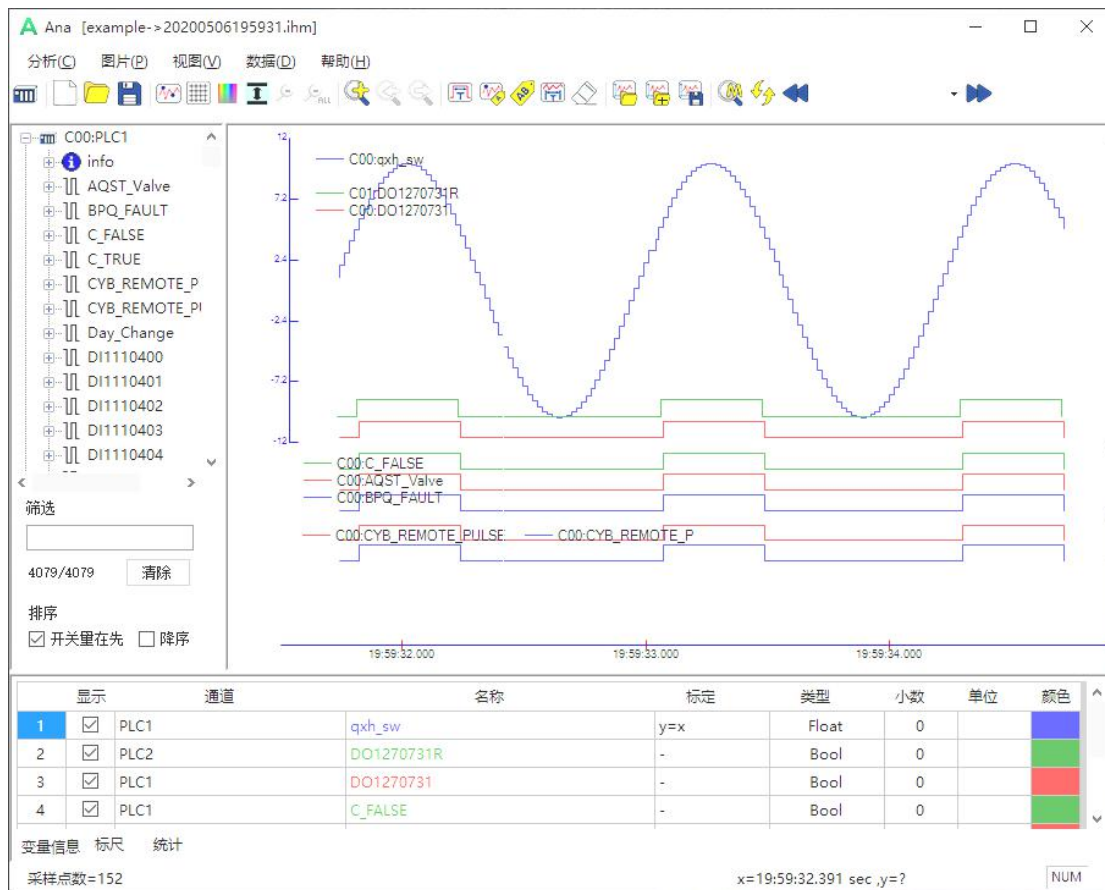 Ana [example->20200506195931.ihm]
分析(C) 图片(P) 视图(V) 数据(D) 帮助(H)
C00:PLC1
info
AQST_Valve
BPQ_FAULT
C_FALSE
C_TRUE
CYB_REMOTE_P
CYB_REMOTE_PU
Day_Change
DI1110400
DI1110401
DI1110402
DI1110403
DI1110404
筛选
4079/4079 清除
排序
开关量在先 降序
12
7.2
2.4
-2.4
-7.2
-12
C00:qxh_sw
C01:DO1270731R
C00:DO1270731
C00:C_FALSE
C00:AQST_Valve
C00:BPQ_FAULT
C00:CYB_REMOTE_PULSE C00:CYB_REMOTE_P
19:59:32.000 19:59:33.000 19:59:34.000
显示 通道 名称 标定 类型 小数 单位 颜色
1 PLC1 qxh_sw y=x Float 0
2 PLC2 DO1270731R - Bool 0
3 PLC1 DO1270731 - Bool 0
4 PLC1 C_FALSE - Bool 0
变量信息 标尺 统计
采样点数=152 x=19:59:32.391 sec ,y=? NUM